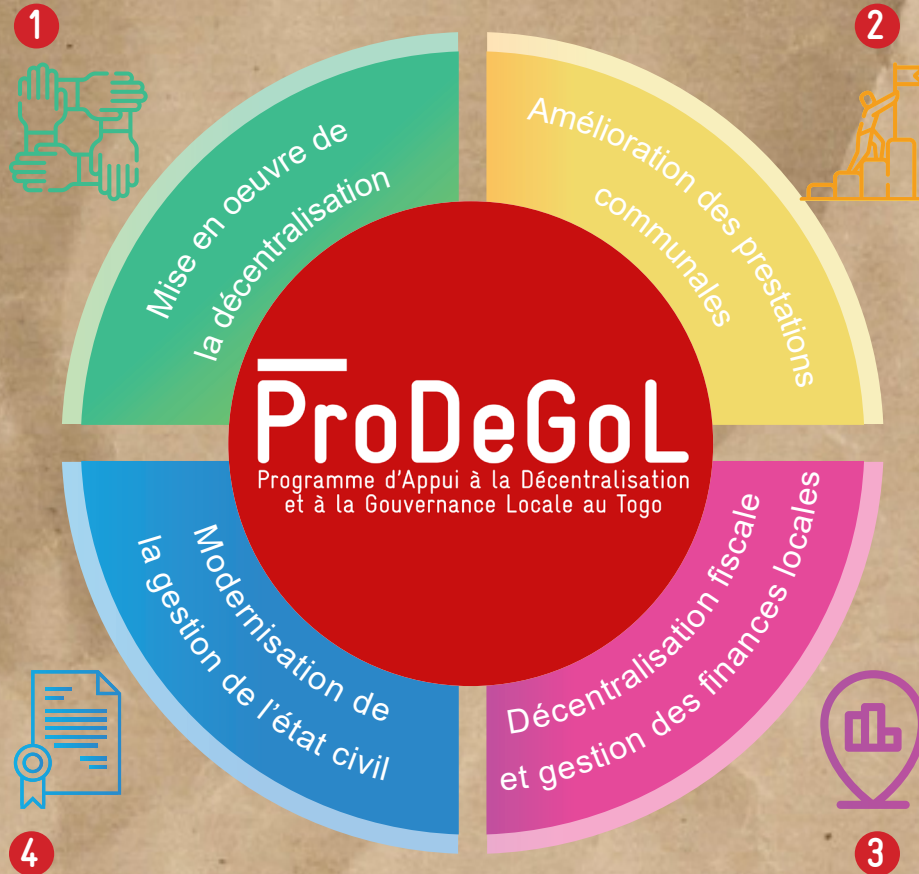 1
Mise en oeuvre de
la décentralisation
2
Amélioration des prestations
communales
ProDeGoL
Programme d'Appui à la Décentralisation
et à la Gouvernance Locale au Togo
Modernisation de
la gestion de l'état civil
4
Décentralisation fiscale
et gestion des finances locales
3